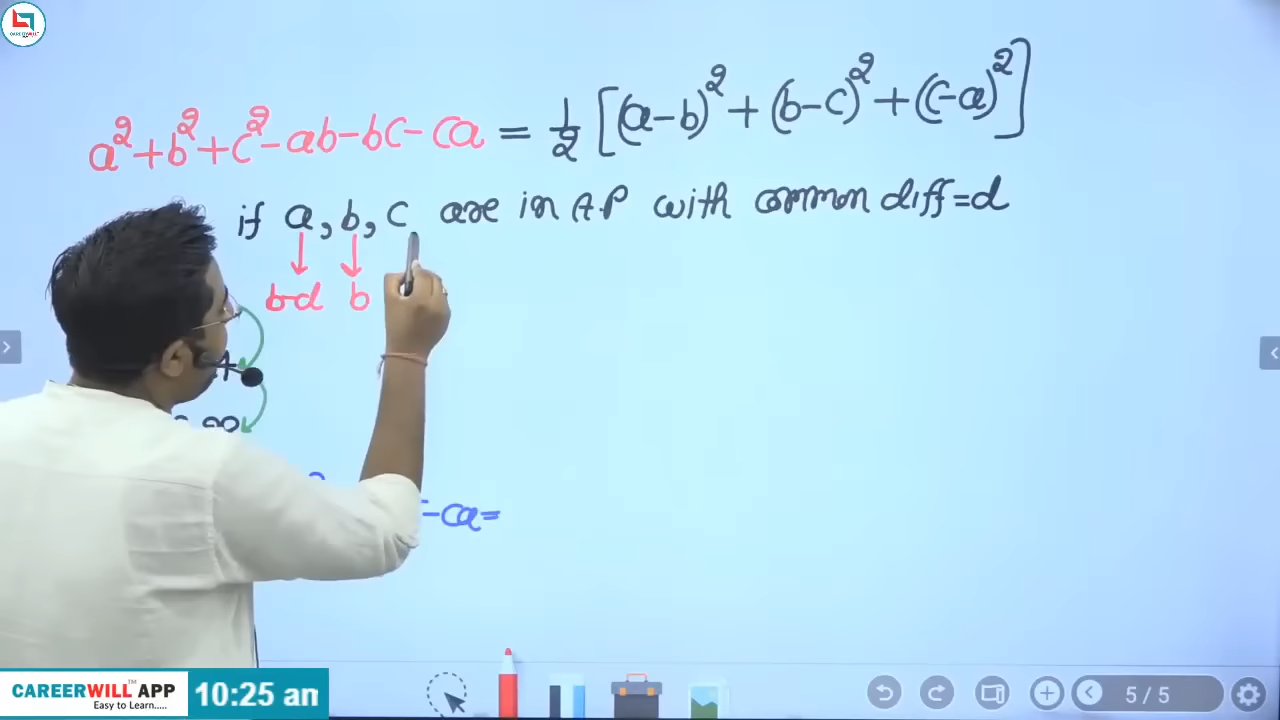 CAREERWILL
a²+b²+c²-ab-bc-ca = 1/2 [(a-b)²+(b-c)²+(c-a)²]
if a, b, c are in A.P with common diff=d
b-d b
-ca=
CAREERWILL™ APP
Easy to Learn.....
10:25 an
5 / 5